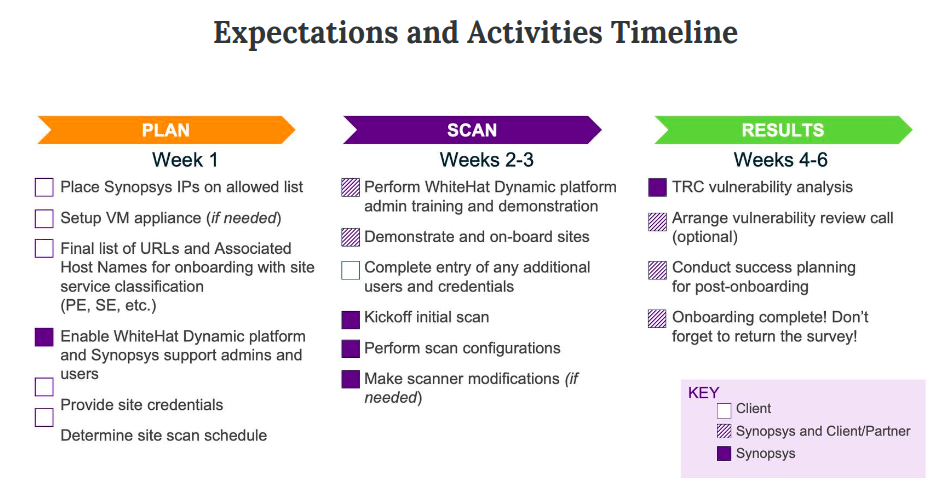 Expectations and Activities Timeline
PLAN
Week 1
Place Synopsys IPs on allowed list
Setup VM appliance (if needed)
Final list of URLs and Associated
Host Names for onboarding with site
service classification
(PE, SE, etc.)
Enable WhiteHat Dynamic platform
and Synopsys support admins and
users
Provide site credentials
Determine site scan schedule
SCAN
Weeks 2-3
Perform WhiteHat Dynamic platform
admin training and demonstration
Demonstrate and on-board sites
Complete entry of any additional
users and credentials
Kickoff initial scan
Perform scan configurations
Make scanner modifications (if
needed)
RESULTS
Weeks 4-6
TRC vulnerability analysis
Arrange vulnerability review call
(optional)
Conduct success planning
for post-onboarding
Onboarding complete! Don’t
forget to return the survey!
KEY
Client
Synopsys and Client/Partner
Synopsys